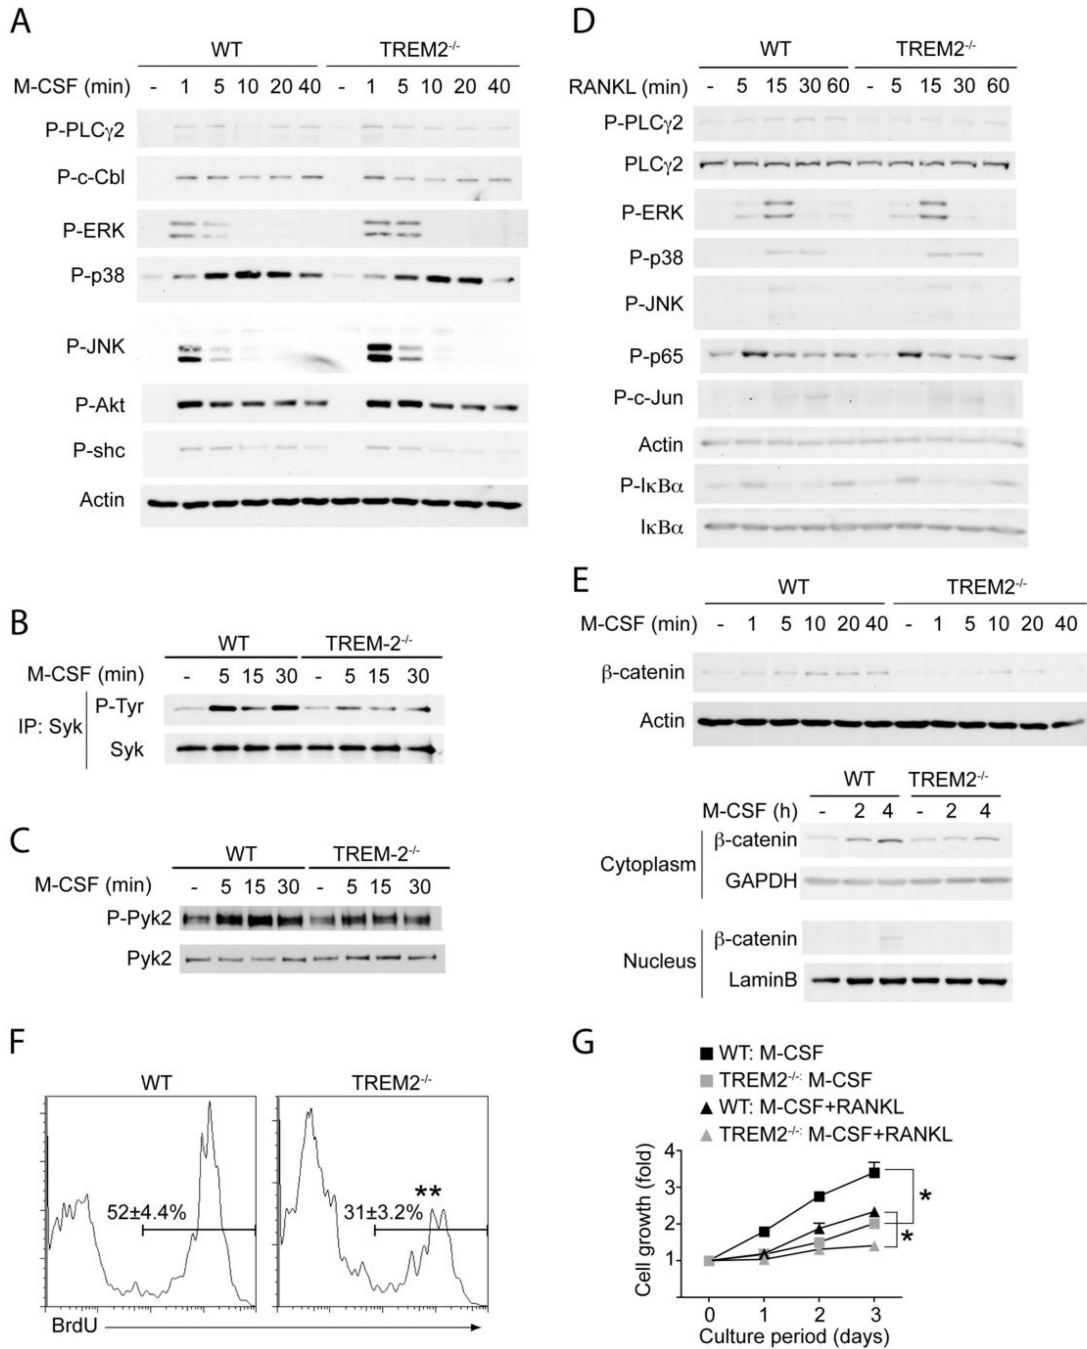 A
WT TREM2-/-
M-CSF (min) - 1 5 10 20 40 - 1 5 10 20 40
P-PLCγ2
P-c-Cbl
P-ERK
P-p38
P-JNK
P-Akt
P-shc
Actin
B
WT TREM-2-/-
M-CSF (min) - 5 15 30 - 5 15 30
IP: Syk
P-Tyr
Syk
C
WT TREM-2-/-
M-CSF (min) - 5 15 30 - 5 15 30
P-Pyk2
Pyk2
D
WT TREM2-/-
RANKL (min) - 5 15 30 60 - 5 15 30 60
P-PLCγ2
PLCγ2
P-ERK
P-p38
P-JNK
P-p65
P-c-Jun
Actin
P-IκBα
IκBα
E
WT TREM2-/-
M-CSF (min) - 1 5 10 20 40 - 1 5 10 20 40
β-catenin
Actin
WT TREM2-/-
M-CSF (h) - 2 4 - 2 4
Cytoplasm
β-catenin
GAPDH
Nucleus
β-catenin
LaminB
F
WT TREM2-/-
52±4.4% 31±3.2% **
BrdU
G
WT: M-CSF
TREM2-/-: M-CSF
WT: M-CSF+RANKL
TREM2-/-: M-CSF+RANKL
Cell growth (fold)
4
3
2
1
*
*
0 1 2 3
Culture period (days)